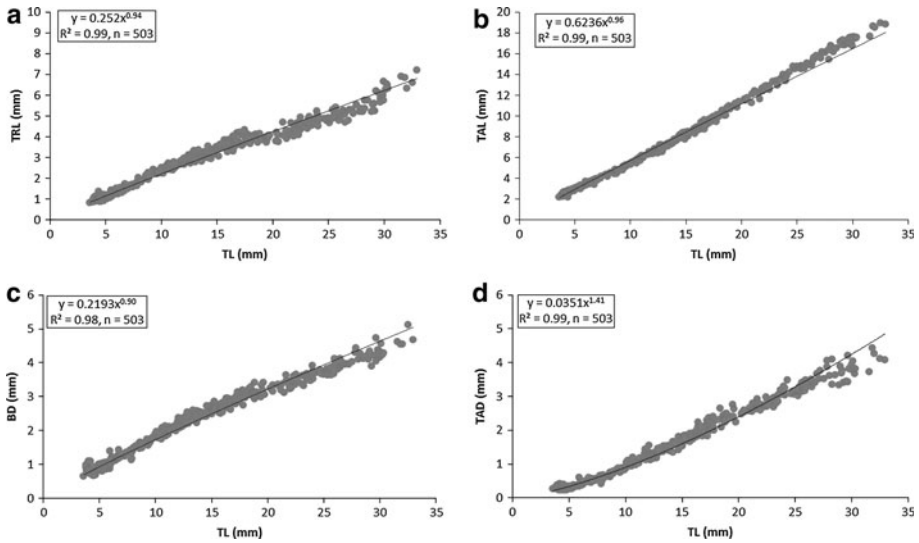 a
y = 0.252x^0.94
R² = 0.99, n = 503
10
9
8
7
6
5
4
3
2
1
0
TRL (mm)
0 5 10 15 20 25 30 35
TL (mm)
b
y = 0.6236x^0.96
R² = 0.99, n = 503
20
18
16
14
12
10
8
6
4
2
0
TAL (mm)
0 5 10 15 20 25 30 35
TL (mm)
c
y = 0.2193x^0.90
R² = 0.98, n = 503
6
5
4
3
2
1
0
BD (mm)
0 5 10 15 20 25 30 35
TL (mm)
d
y = 0.0351x^1.41
R² = 0.99, n = 503
6
5
4
3
2
1
0
TAD (mm)
0 5 10 15 20 25 30 35
TL (mm)